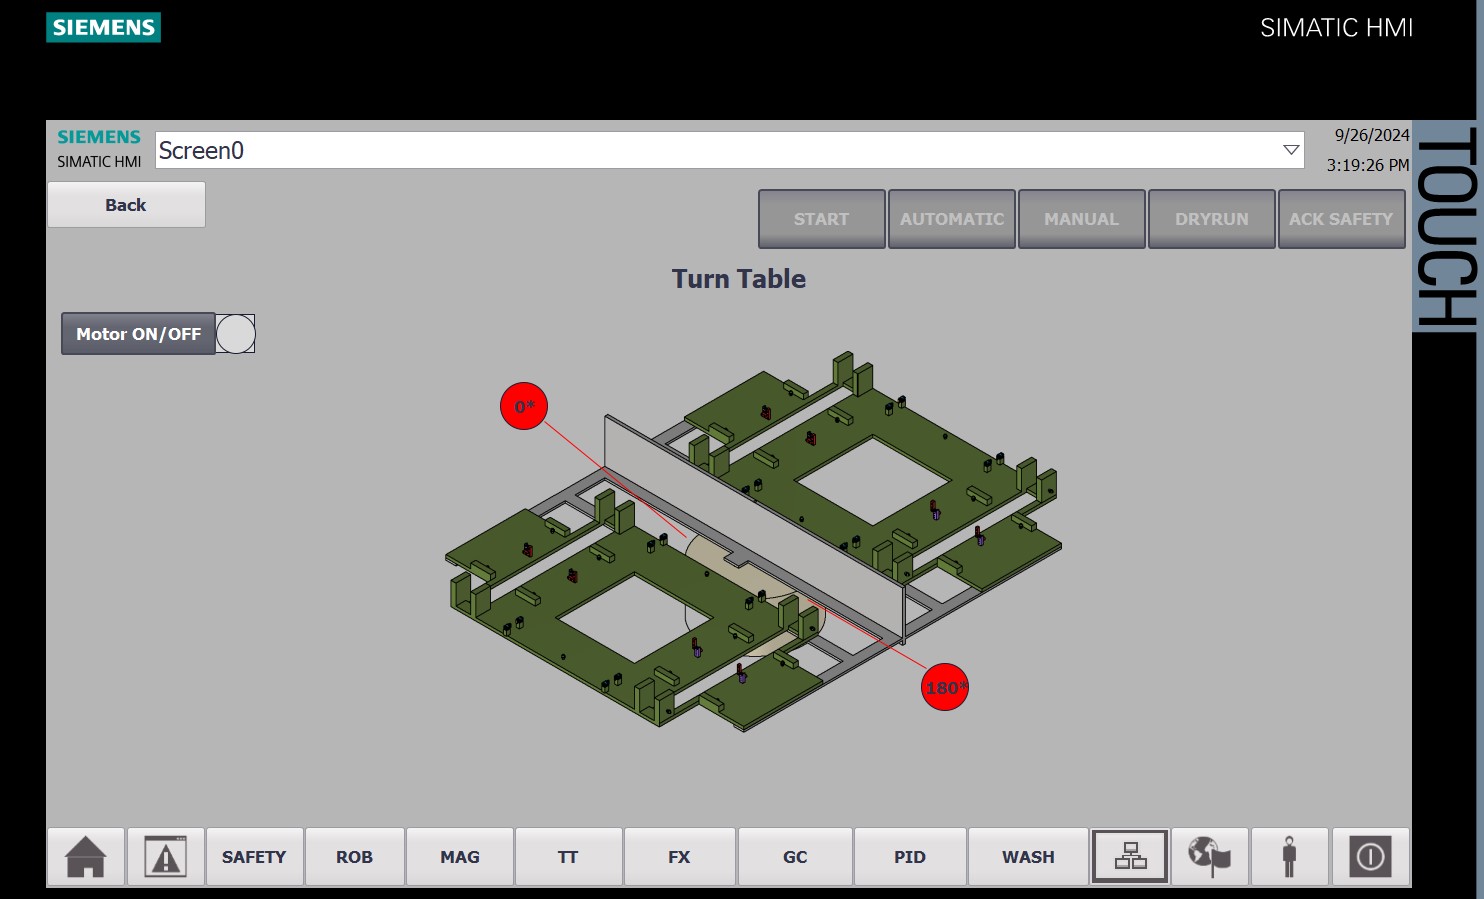 SIEMENS
SIMATIC HMI
SIEMENS
SIMATIC HMI
Screen0
9/26/2024
3:19:26 PM
TOUCH
Back
START
AUTOMATIC
MANUAL
DRYRUN
ACK SAFETY
Turn Table
Motor ON/OFF
0*
180*
SAFETY
ROB
MAG
TT
FX
GC
PID
WASH